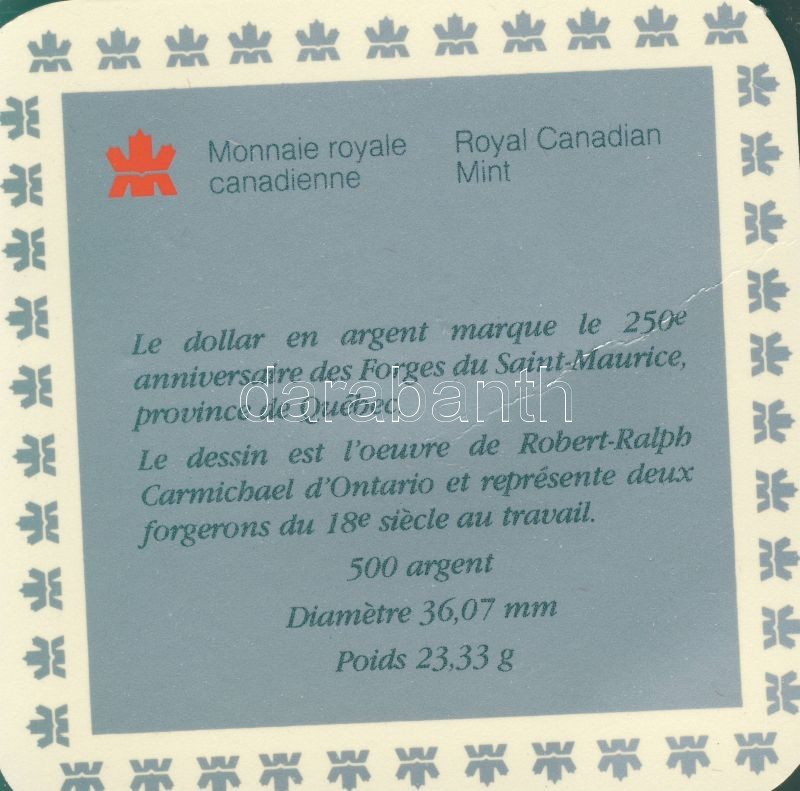 Monnaie royale
canadienne
Royal Canadian
Mint
Le dollar en argent marque le 250e
anniversaire des Forges du Saint-Maurice,
province de Québec.
darabanth
Le dessin est l'oeuvre de Robert-Ralph
Carmichael d'Ontario et représente deux
forgerons du 18e siècle au travail.
500 argent
Diamètre 36,07 mm
Poids 23,33 g